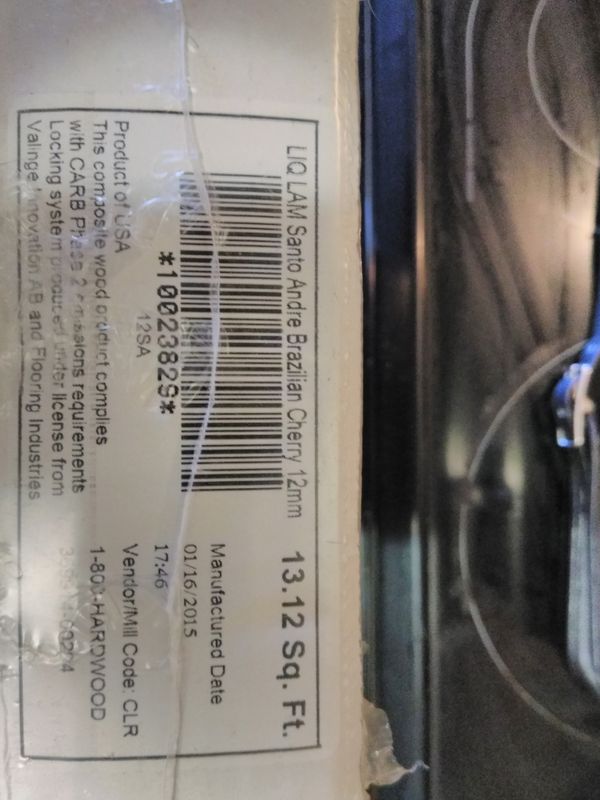 LIQ LAM Santo Andre Brazilian Cherry 12mm
13.12 Sq. Ft.
*10023829*
12SA
Manufactured Date
01/16/2015
17:46
Product of USA
This composite wood product complies
with CARB Phase 2 emissions requirements
Locking system produced under license from
Valinge Innovation AB and Flooring Industries
Vendor/Mill Code: CLR
1-800-HARDWOOD